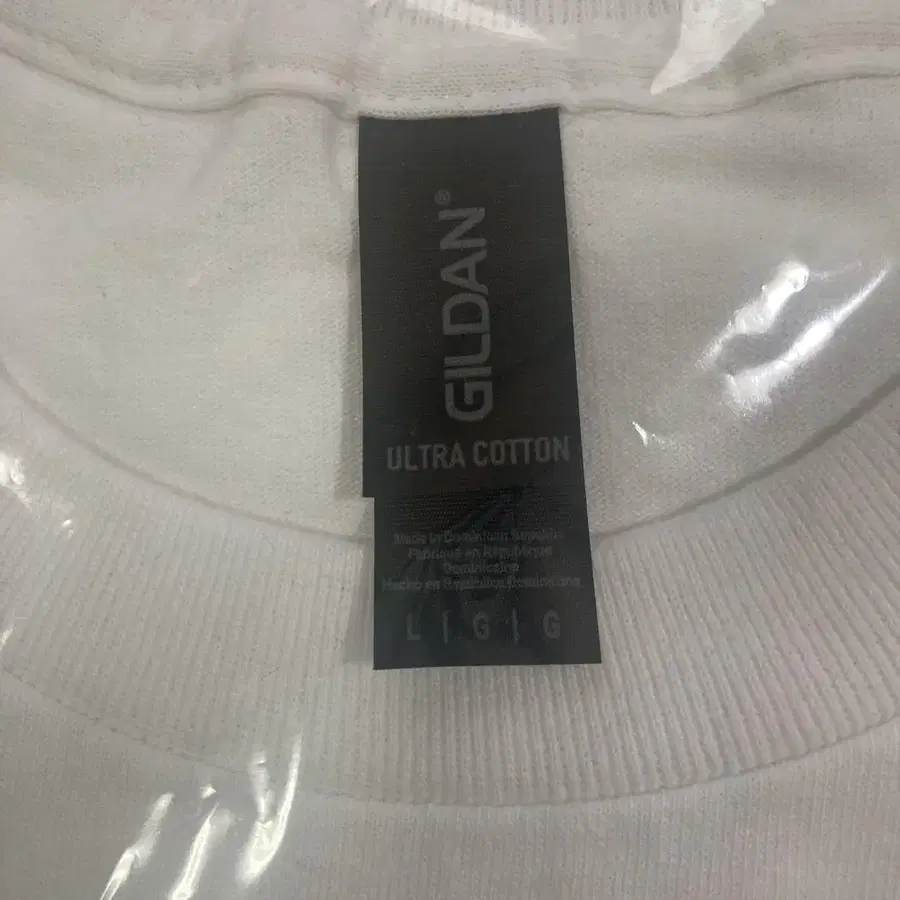 GILDAN®
ULTRA COTTON
Made in Dominican Republic
Fabriqué en République
Dominicaine
Hecho en República Dominicana
L | G | G